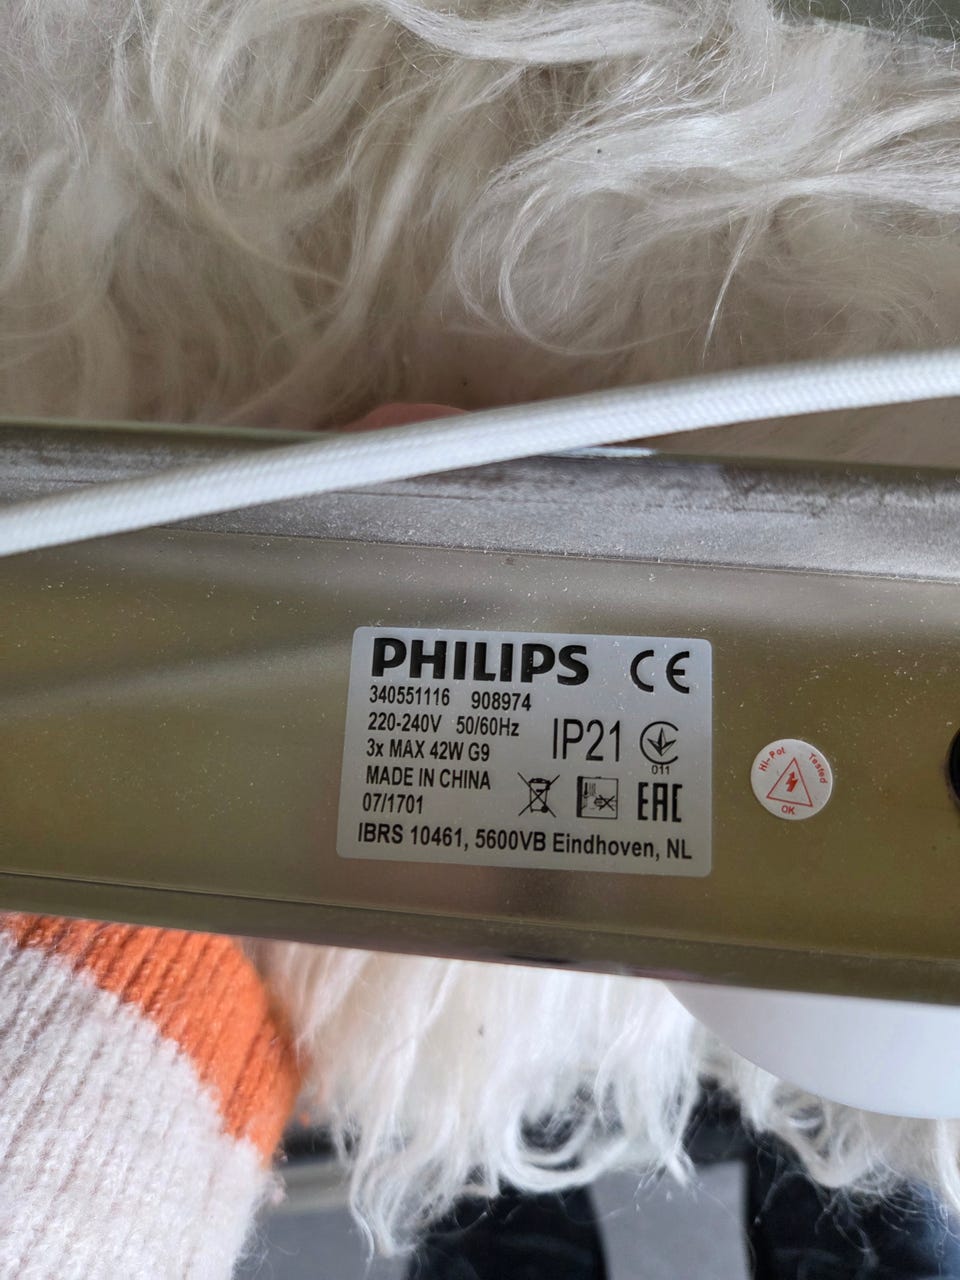 PHILIPS CE
340551116 908974
220-240V 50/60Hz
3x MAX 42W G9
IP21
011
MADE IN CHINA
07/1701
EAC
IBRS 10461, 5600VB Eindhoven, NL
Hi-Pot Tested
OK